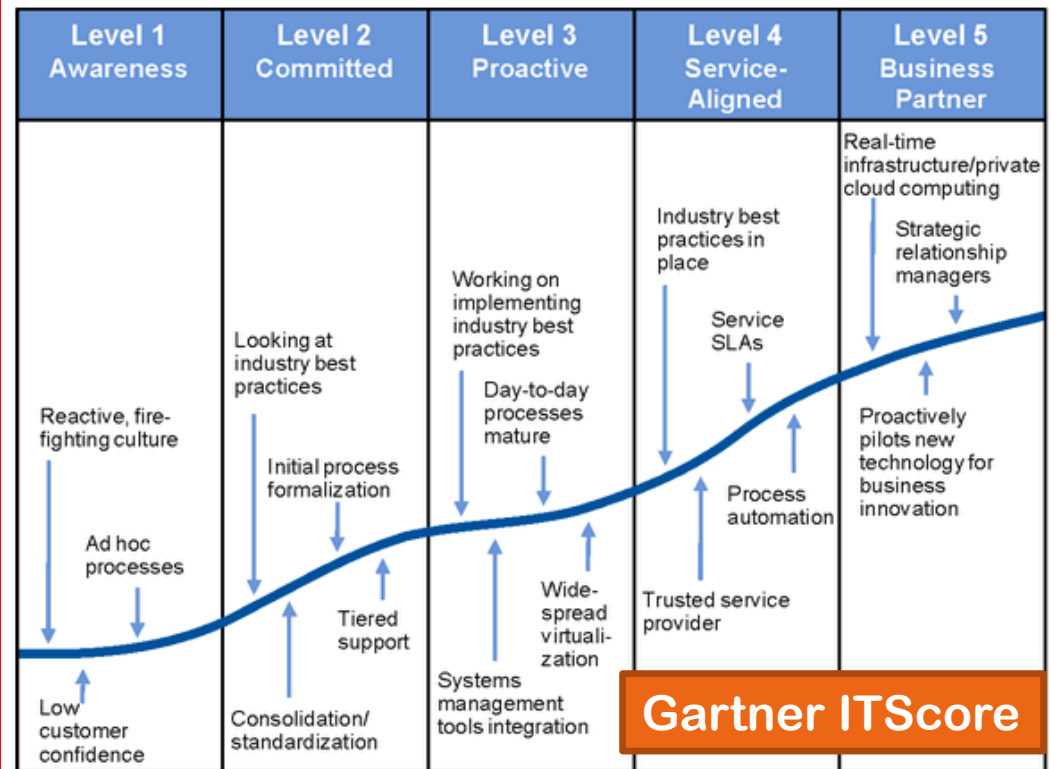 Level 1
Awareness
Level 2
Committed
Level 3
Proactive
Level 4
Service-
Aligned
Level 5
Business
Partner
Reactive, fire-
fighting culture
Ad hoc
processes
Low
customer
confidence
Looking at
industry best
practices
Initial process
formalization
Tiered
support
Consolidation/
standardization
Working on
implementing
industry best
practices
Day-to-day
processes
mature
Wide-
spread
virtuali-
zation
Systems
management
tools integration
Industry best
practices in
place
Service
SLAs
Process
automation
Trusted service
provider
Real-time
infrastructure/private
cloud computing
Strategic
relationship
managers
Proactively
pilots new
technology for
business
innovation
Gartner ITScore